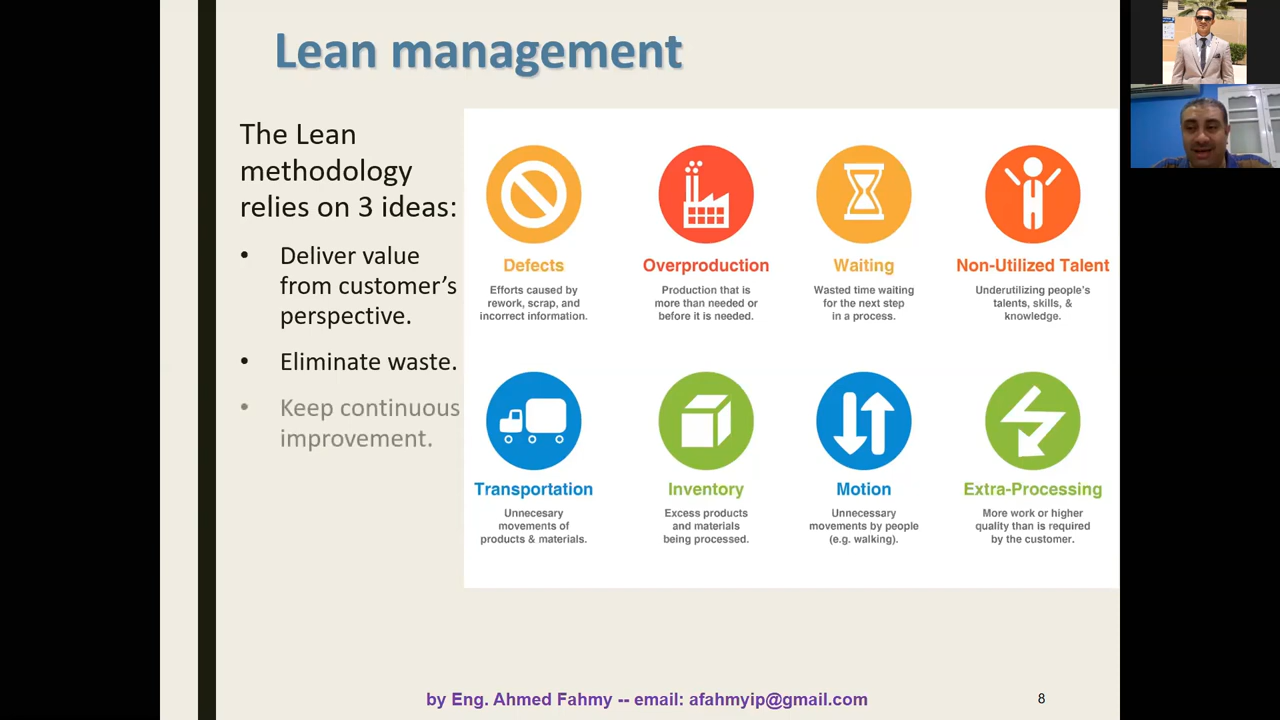 Lean management
The Lean
methodology
relies on 3 ideas:
• Deliver value
from customer’s
perspective.
• Eliminate waste.
• Keep continuous
improvement.
Defects
Efforts caused by
rework, scrap, and
incorrect information.
Overproduction
Production that is
more than needed or
before it is needed.
Waiting
Wasted time waiting
for the next step
in a process.
Non-Utilized Talent
Underutilizing people’s
talents, skills, &
knowledge.
Transportation
Unnecesary
movements of
products & materials.
Inventory
Excess products
and materials
being processed.
Motion
Unnecessary
movements by people
(e.g. walking).
Extra-Processing
More work or higher
quality than is required
by the customer.
by Eng. Ahmed Fahmy -- email: afahmyip@gmail.com
8